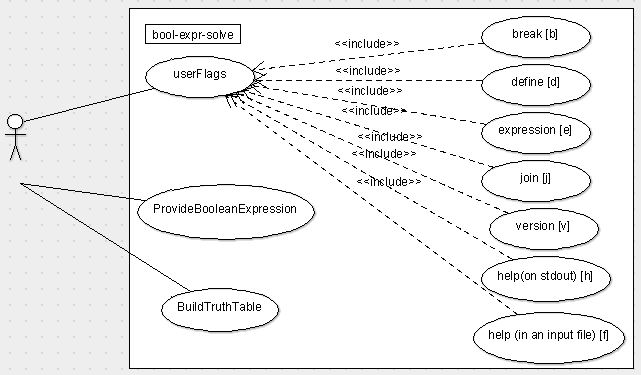 bool-expr-solve
break [b]
<<include>>
userFlags
<<include>>
define [d]
<<include>>
expression [e]
<<include>>
<<include>>
<<include>>
join [j]
<<include>>
ProvideBooleanExpression
version [v]
help(on stdout) [h]
BuildTruthTable
help (in an input file) [f]